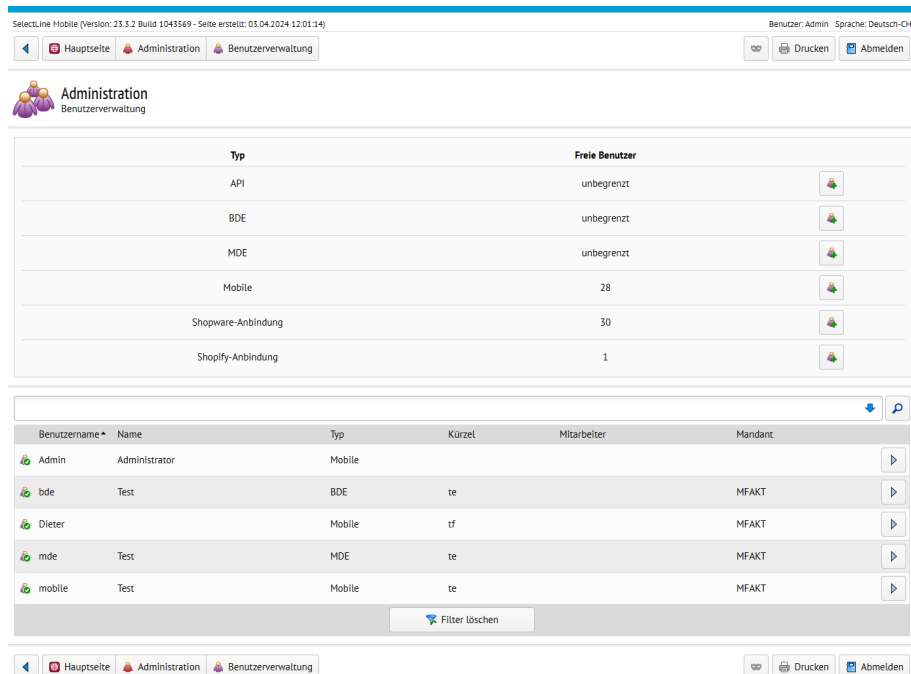 SelectLine Mobile (Version: 23.3.2 Build 1043569 - Seite erstellt: 03.04.2024 12:01:14) Benutzer: Admin Sprache: Deutsch-CH
Hauptseite Administration Benutzerverwaltung Drucken Abmelden
Administration
Benutzerverwaltung
Typ Freie Benutzer
API unbegrenzt
BDE unbegrenzt
MDE unbegrenzt
Mobile 28
Shopware-Anbindung 30
Shopify-Anbindung 1
Benutzername Name Typ Kürzel Mitarbeiter Mandant
Admin Administrator Mobile
bde Test BDE te MFAKT
Dieter Mobile tf MFAKT
mde Test MDE te MFAKT
mobile Test Mobile te MFAKT
Filter löschen
Hauptseite Administration Benutzerverwaltung Drucken Abmelden